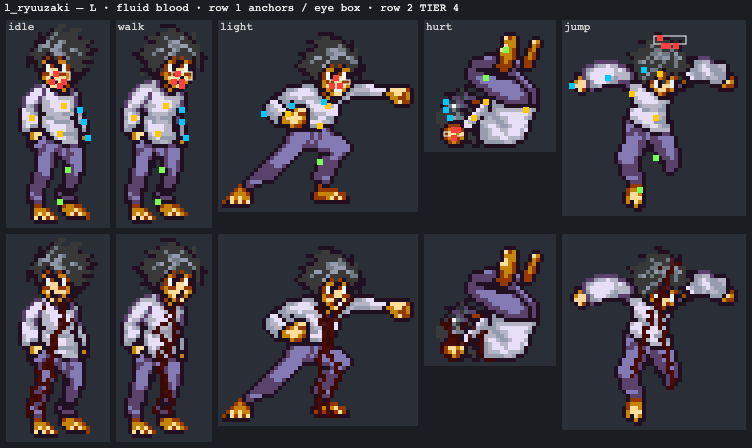 l_ryuuzaki — L · fluid blood · row 1 anchors / eye box · row 2 TIER 4
idle walk light hurt jump